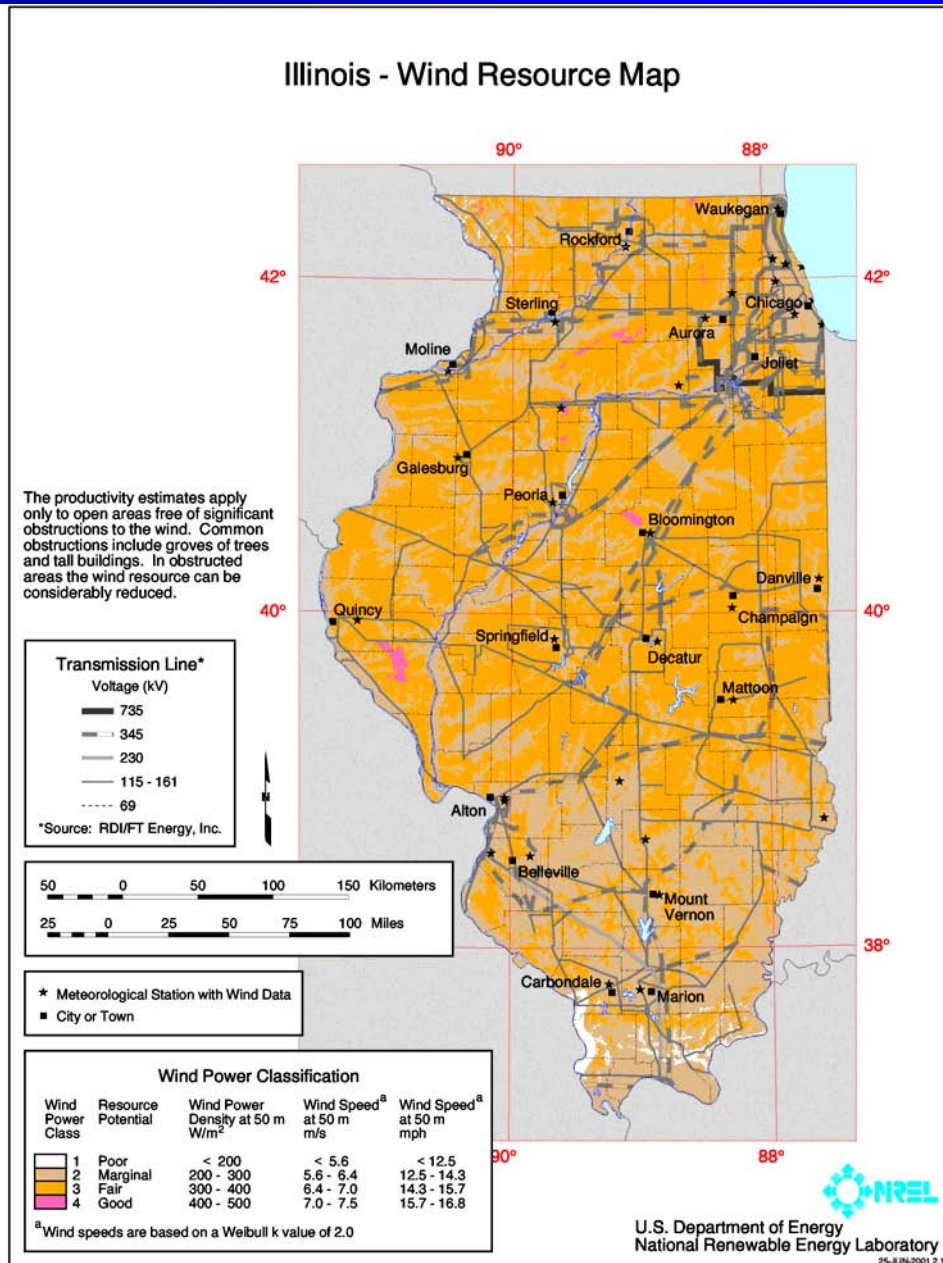 Illinois - Wind Resource Map
90°
88°
Waukegan
Rockford
42°
42°
Sterling
Chicago
Aurora
Moline
Joliet
Galesburg
Peoria
The productivity estimates apply
only to open areas free of significant
obstructions to the wind. Common
obstructions include groves of trees
and tall buildings. In obstructed
areas the wind resource can be
considerably reduced.
Bloomington
Danville
40°
40°
Quincy
Champaign
Springfield
Decatur
Mattoon
Transmission Line*
Voltage (kV)
735
345
230
115 - 161
69
*Source: RDI/FT Energy, Inc.
N
Alton
Belleville
Mount
Vernon
50 0 50 100 150 Kilometers
25 0 25 50 75 100 Miles
38°
38°
Carbondale
Marion
★ Meteorological Station with Wind Data
■ City or Town
Wind Power Classification
Wind Power Class
Resource Potential
Wind Power Density at 50 m W/m²
Wind Speedᵃ at 50 m m/s
Wind Speedᵃ at 50 m mph
1 Poor < 200 < 5.6 < 12.5
2 Marginal 200 - 300 5.6 - 6.4 12.5 - 14.3
3 Fair 300 - 400 6.4 - 7.0 14.3 - 15.7
4 Good 400 - 500 7.0 - 7.5 15.7 - 16.8
ᵃWind speeds are based on a Weibull k value of 2.0
90°
88°
NREL
U.S. Department of Energy
National Renewable Energy Laboratory
25-JUN-2001 2.1